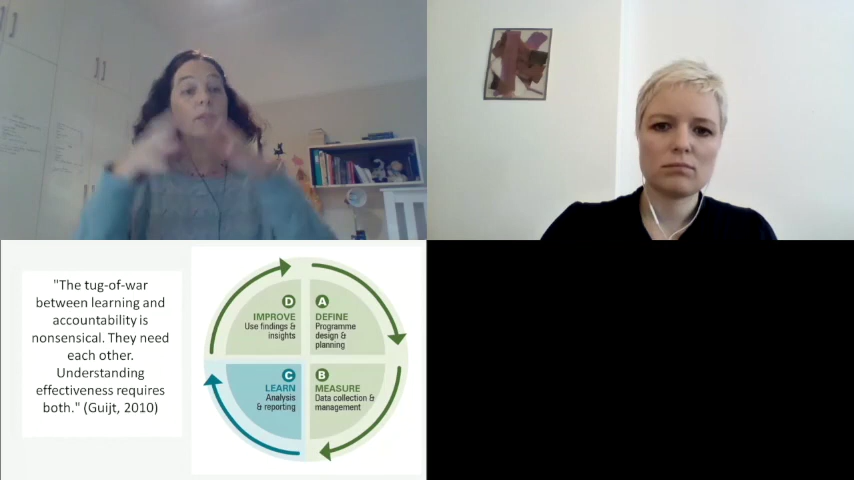 "The tug-of-war
between learning and
accountability is
nonsensical. They need
each other.
Understanding
effectiveness requires
both." (Guijt, 2010)
D
IMPROVE
Use findings &
insights
A
DEFINE
Programme
design &
planning
C
LEARN
Analysis
& reporting
B
MEASURE
Data collection &
management